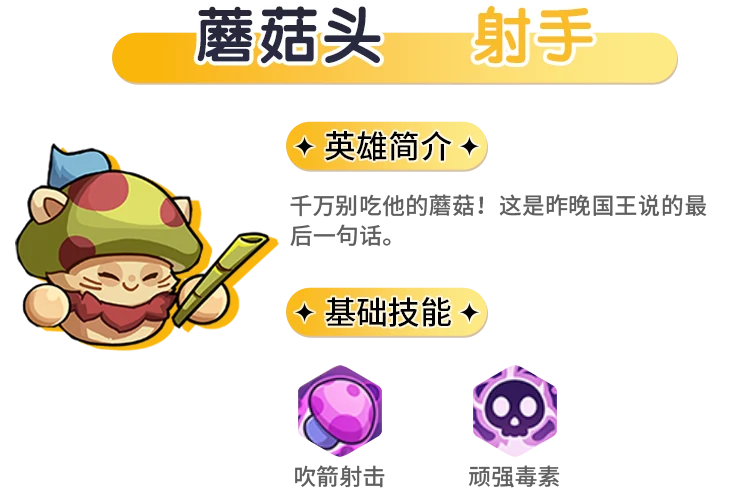 蘑菇头 射手
英雄简介
千万别吃他的蘑菇！这是昨晚国王说的最
后一句话。
基础技能
吹箭射击 顽强毒素